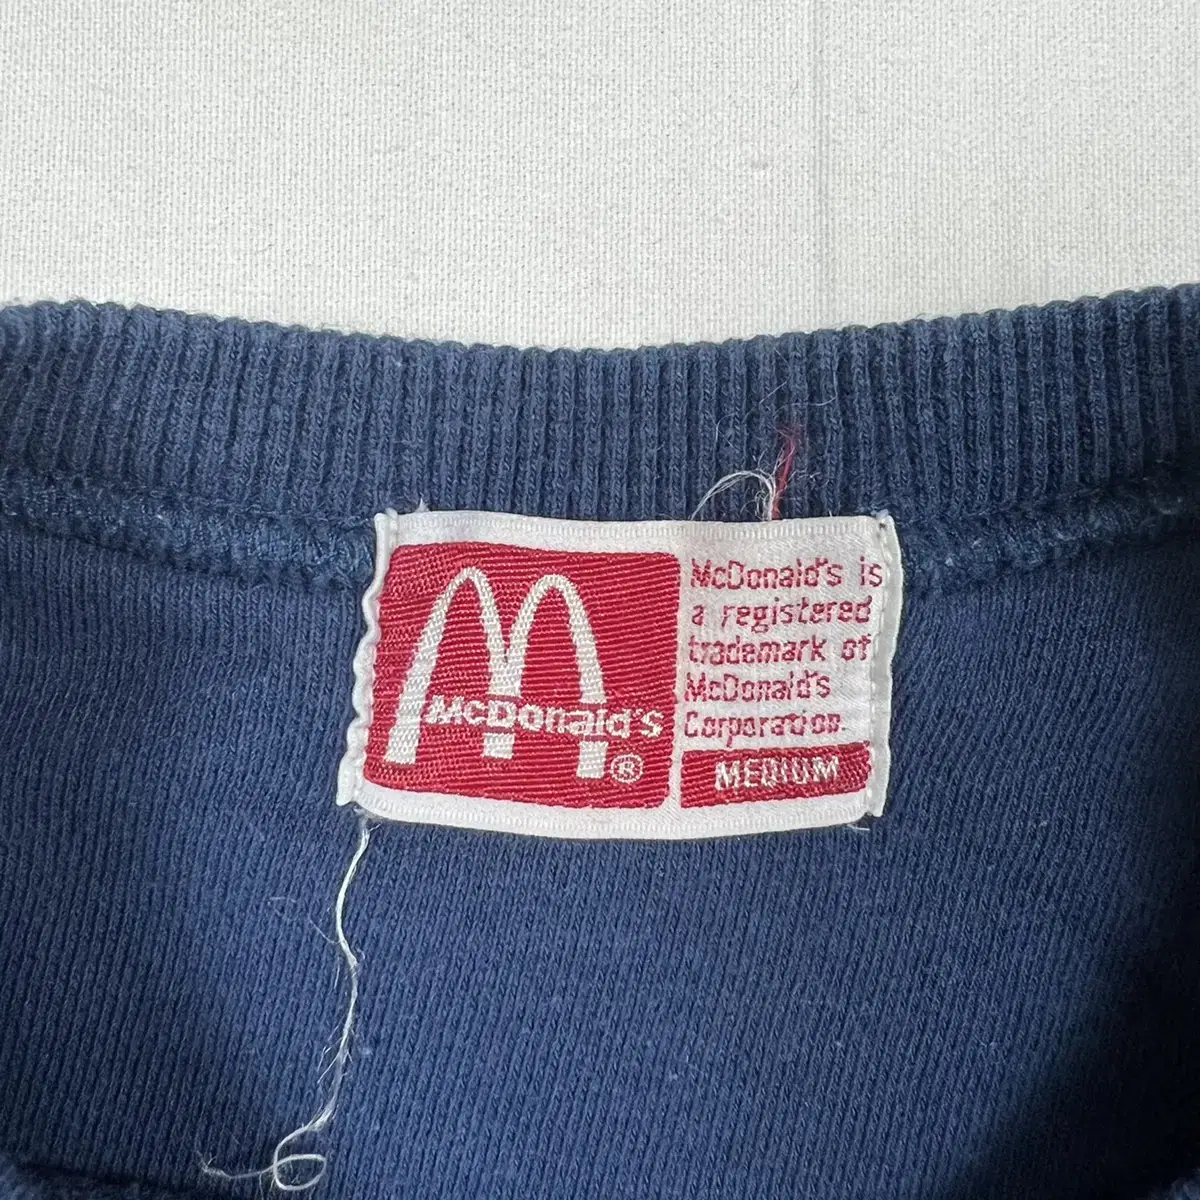 McDonald's
®
McDonald's is
a registered
trademark of
McDonald's
Corporation.
MEDIUM